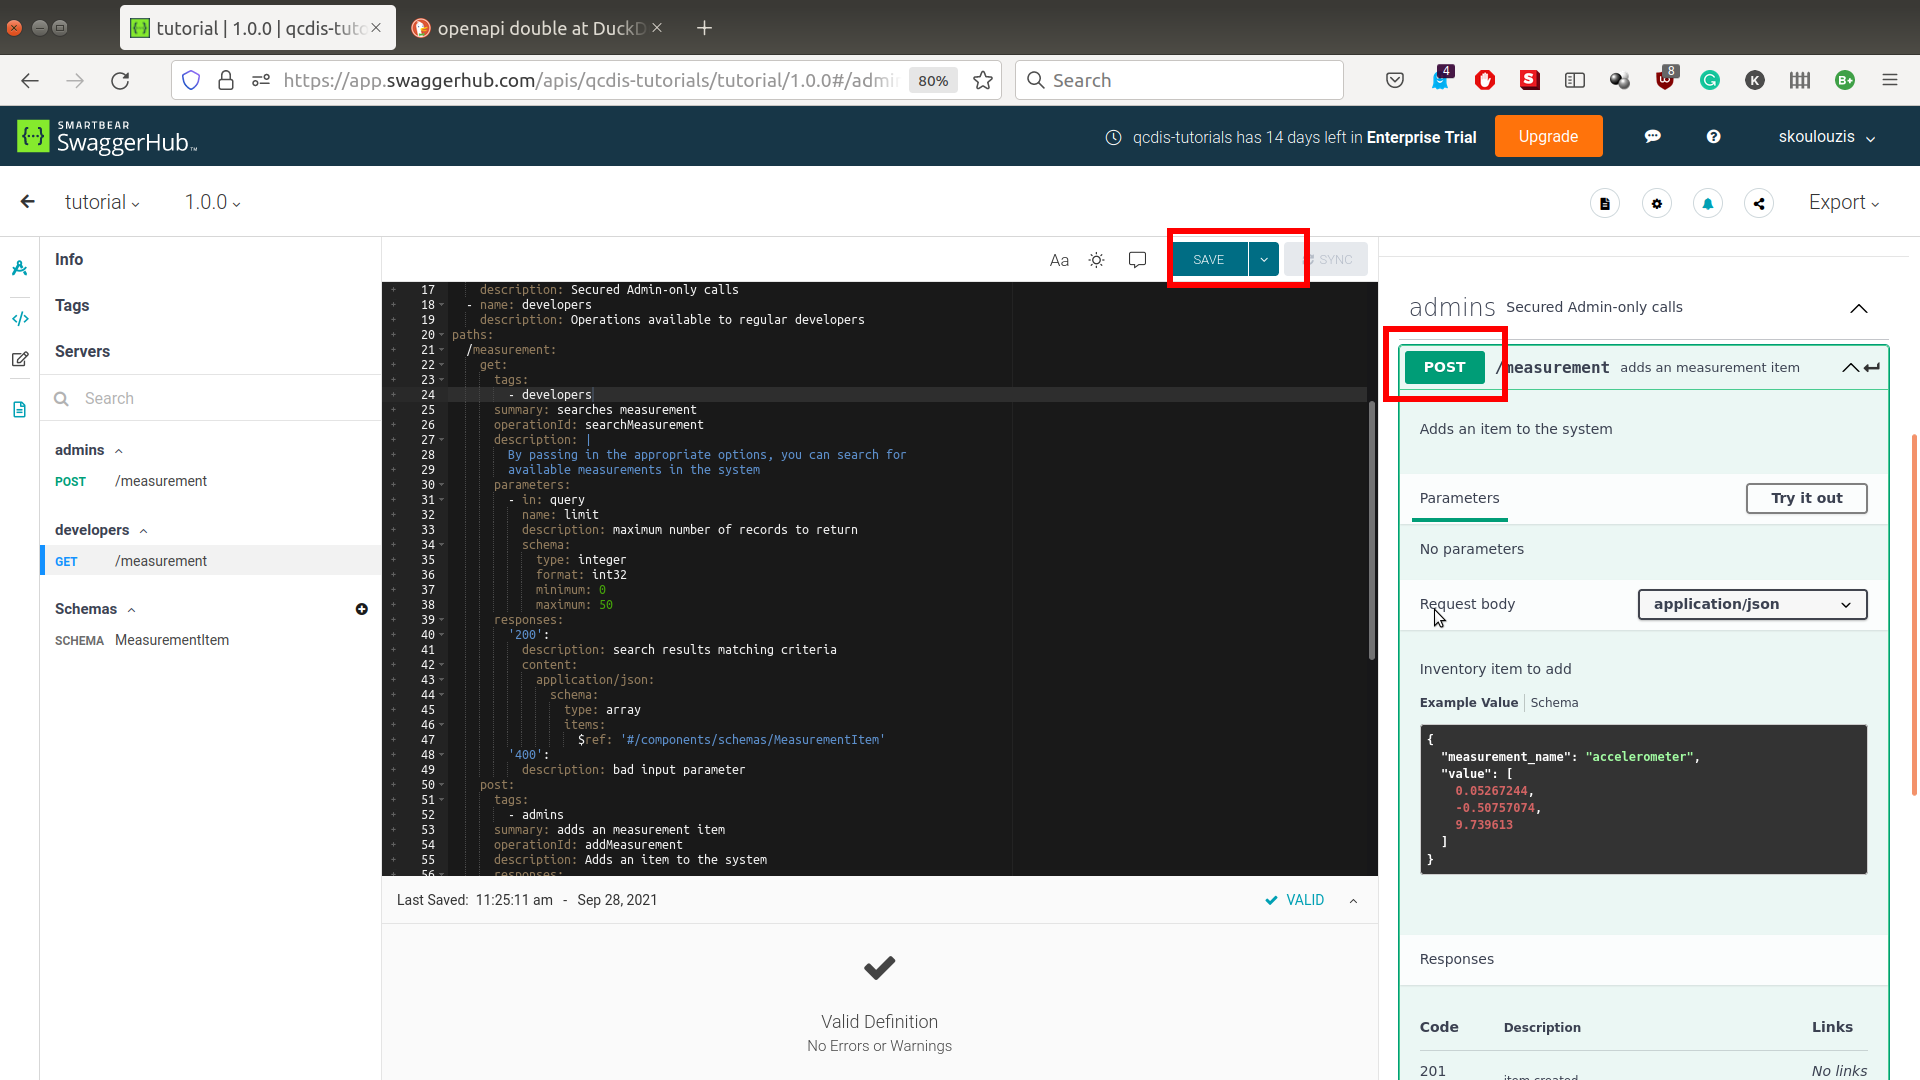 tutorial | 1.0.0 | qcdis-tuto
openapi double at DuckD
https://app.swaggerhub.com/apis/qcdis-tutorials/tutorial/1.0.0#/admi
80%
Search
4
8
B+
SMARTBEAR
SwaggerHub
qcdis-tutorials has 14 days left in Enterprise Trial
Upgrade
skoulouzis
tutorial
1.0.0
Export
Info
Tags
Servers
Search
admins
POST /measurement
developers
GET /measurement
Schemas
SCHEMA MeasurementItem
Aa
SAVE
SYNC
17 description: Secured Admin-only calls
18 - name: developers
19 description: Operations available to regular developers
20 paths:
21 /measurement:
22 get:
23 tags:
24 - developers
25 summary: searches measurement
26 operationId: searchMeasurement
27 description: |
28 By passing in the appropriate options, you can search for
29 available measurements in the system
30 parameters:
31 - in: query
32 name: limit
33 description: maximum number of records to return
34 schema:
35 type: integer
36 format: int32
37 minimum: 0
38 maximum: 50
39 responses:
40 '200':
41 description: search results matching criteria
42 content:
43 application/json:
44 schema:
45 type: array
46 items:
47 $ref: '#/components/schemas/MeasurementItem'
48 '400':
49 description: bad input parameter
50 post:
51 tags:
52 - admins
53 summary: adds an measurement item
54 operationId: addMeasurement
55 description: Adds an item to the system
56 responses:
Last Saved: 11:25:11 am - Sep 28, 2021
VALID
Valid Definition
No Errors or Warnings
admins Secured Admin-only calls
POST /measurement adds an measurement item
Adds an item to the system
Parameters
Try it out
No parameters
Request body
application/json
Inventory item to add
Example Value | Schema
{
"measurement_name": "accelerometer",
"value": [
0.05267244,
-0.50757074,
9.739613
]
}
Responses
Code Description Links
201 item created No links